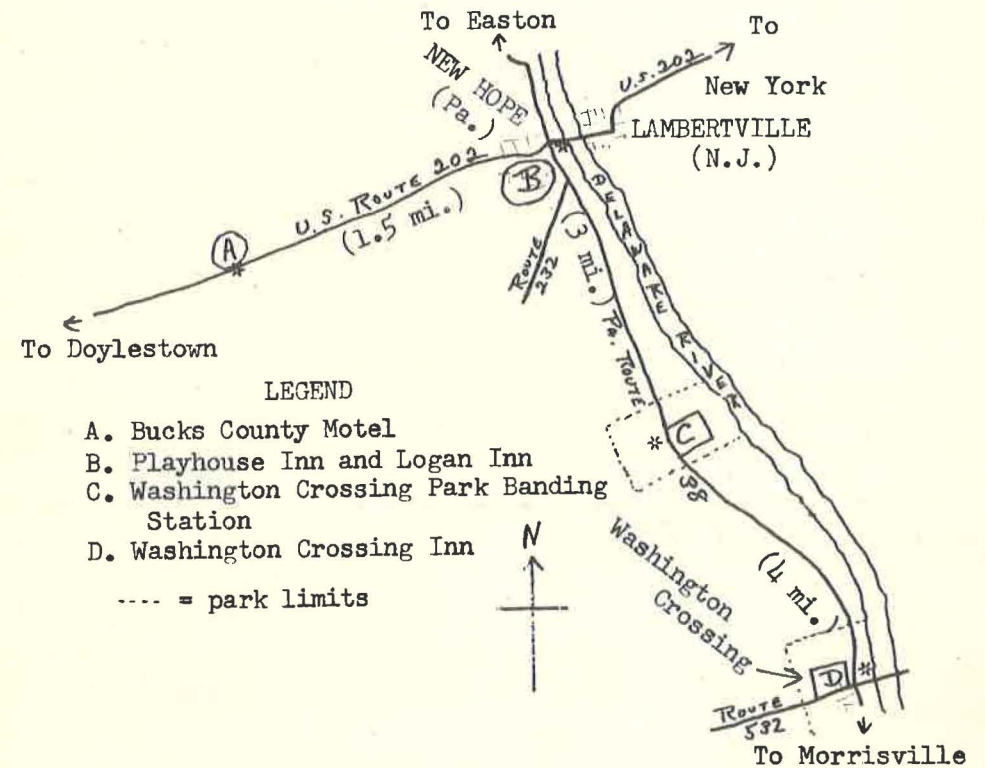 To Easton
To
New York
U.S. 202
NEW HOPE
(Pa.)
LAMBERTVILLE
(N.J.)
B
U.S. ROUTE 202
(1.5 mi.)
A
ROUTE
232
(3 mi.)
DELAWARE RIVER
PA. ROUTE
38
To Doylestown
LEGEND
A. Bucks County Motel
B. Playhouse Inn and Logan Inn
C. Washington Crossing Park Banding
Station
D. Washington Crossing Inn
---- = park limits
C
N
Washington
Crossing
(4 mi.)
D
ROUTE
532
To Morrisville